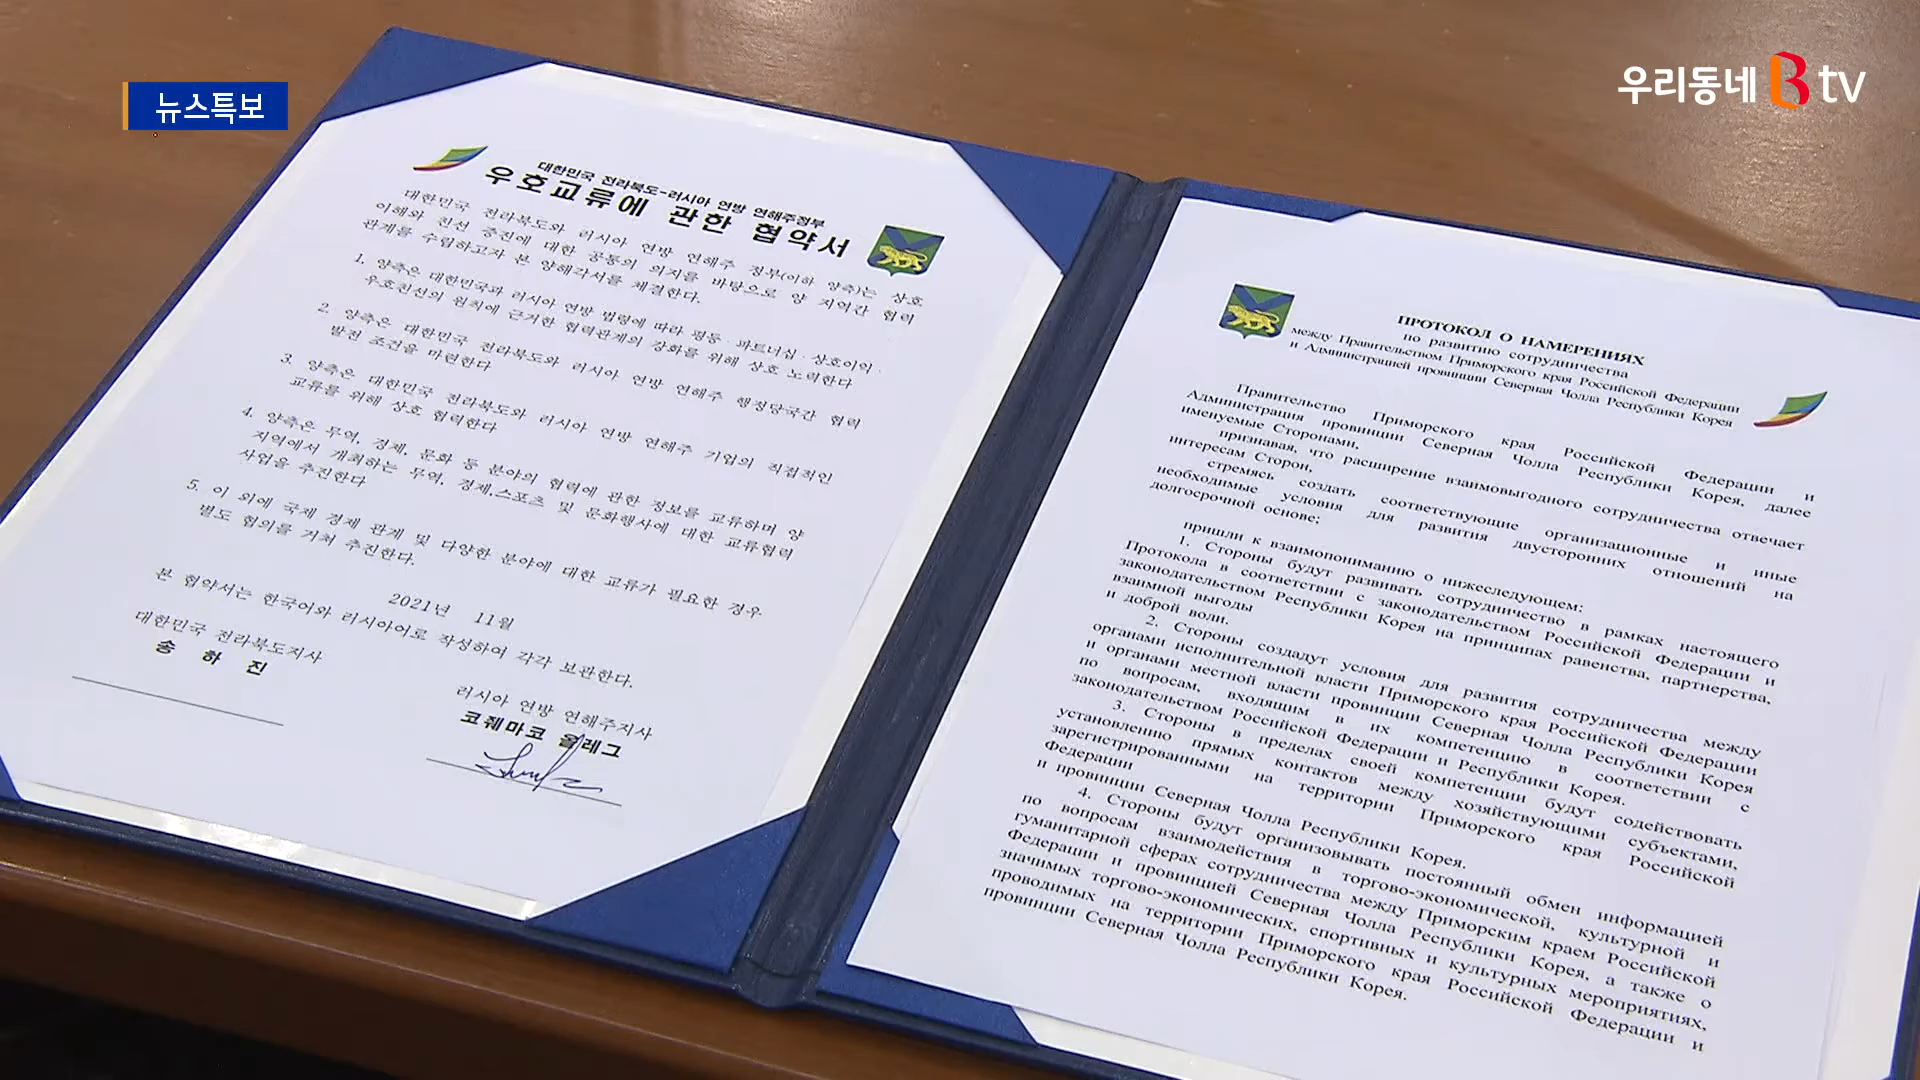 뉴스특보
우리동네 B tv
대한민국 전라북도-러시아 연방 연해주정부
우호교류에 관한 협약서
대한민국 전라북도와 러시아 연방 연해주 정부(이하 양측)는 상호
이해와 친선 증진에 대한 공통의 의지를 바탕으로 양 지역간 협력
관계를 수립하고자 본 양해각서를 체결한다.
1. 양측은 대한민국과 러시아 연방 법령에 따라 평등·파트너십·상호이익·
우호친선의 원칙에 근거한 협력관계의 강화를 위해 상호 노력한다
2. 양측은 대한민국 전라북도와 러시아 연방 연해주 행정당국간 협력
발전 조건을 마련한다
3. 양측은 대한민국 전라북도와 러시아 연방 연해주 기업의 직접적인
교류를 위해 상호 협력한다
4. 양측은 무역, 경제, 문화 등 분야의 협력에 관한 정보를 교류하며 양
지역에서 개최하는 무역, 경제,스포츠 및 문화행사에 대한 교류협력
사업을 추진한다
5. 이 외에 국제 경제 관계 및 다양한 분야에 대한 교류가 필요한 경우
별도 협의를 거쳐 추진한다.
2021년 11월
본 협약서는 한국어와 러시아어로 작성하여 각각 보관한다.
대한민국 전라북도지사
송 하 진
러시아 연방 연해주지사
코줴마코 올레그
ПРОТОКОЛ О НАМЕРЕНИЯХ
по развитию сотрудничества
между Правительством Приморского края Российской Федерации
и Администрацией провинции Северная Чолла Республики Корея
Правительство Приморского края Российской Федерации и
Администрация провинции Северная Чолла Республики Корея, далее
именуемые Сторонами,
признавая, что расширение взаимовыгодного сотрудничества отвечает
интересам Сторон,
стремясь создать соответствующие организационные и иные
необходимые условия для развития двусторонних отношений на
долгосрочной основе;
пришли к взаимопониманию о нижеследующем:
1. Стороны будут развивать сотрудничество в рамках настоящего
Протокола в соответствии с законодательством Российской Федерации и
законодательством Республики Корея на принципах равенства, партнерства,
взаимной выгоды
и доброй воли.
2. Стороны создадут условия для развития сотрудничества между
органами исполнительной власти Приморского края Российской Федерации
и органами местной власти провинции Северная Чолла Республики Корея
по вопросам, входящим в их компетенцию в соответствии с
законодательством Российской Федерации и Республики Корея.
3. Стороны в пределах своей компетенции будут содействовать
установлению прямых контактов между хозяйствующими субъектами,
зарегистрированными на территории Приморского края Российской
Федерации
и провинции Северная Чолла Республики Корея.
4. Стороны будут организовывать постоянный обмен информацией
по вопросам взаимодействия в торгово-экономической, культурной и
гуманитарной сферах сотрудничества между Приморским краем Российской
Федерации и провинцией Северная Чолла Республики Корея, а также о
значимых торгово-экономических, спортивных и культурных мероприятиях,
проводимых на территории Приморского края Российской Федерации и
провинции Северная Чолла Республики Корея.